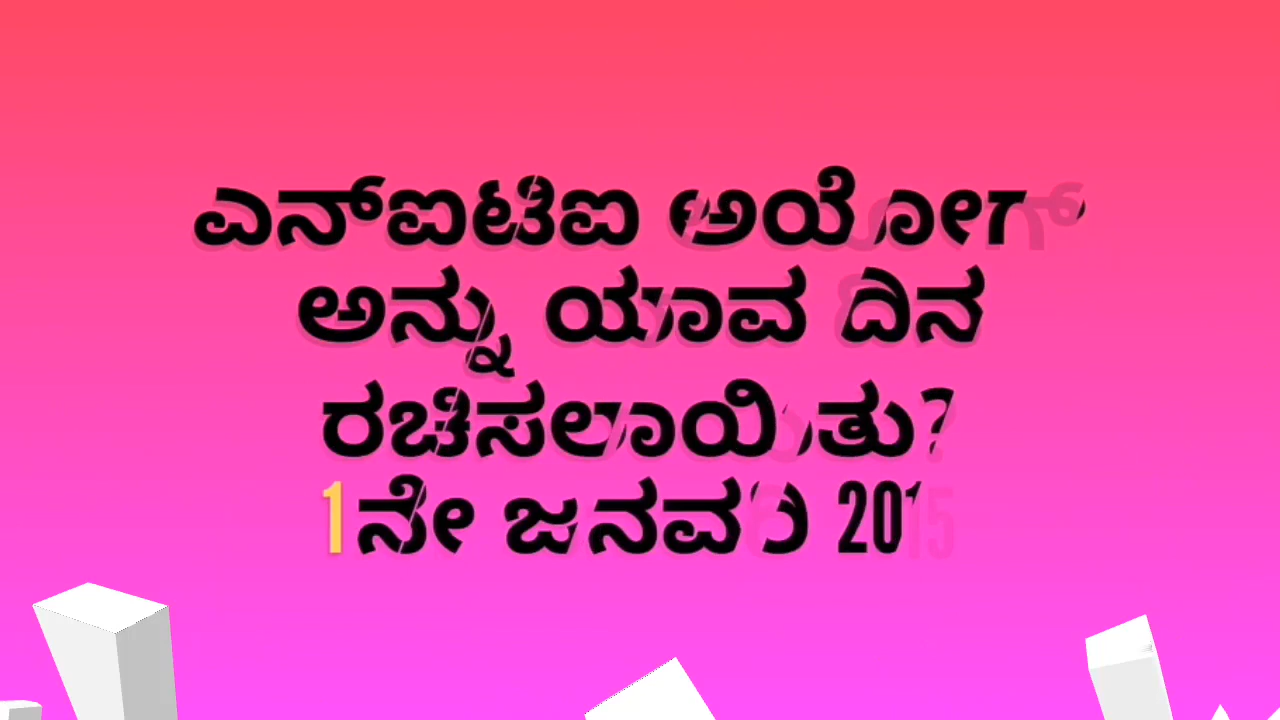 ಎನ್ಐಟಿಐ ಅಯೋಗ್
ಅನ್ನು ಯಾವ ದಿನ
ರಚಿಸಲಾಯಿತು?
1ನೇ ಜನವರಿ 2015